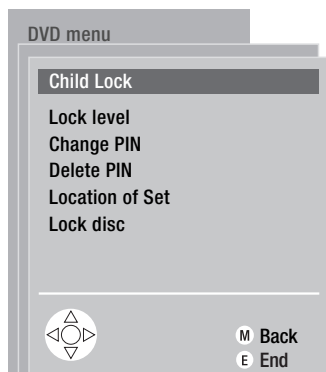 DVD menu
Child Lock
Lock level
Change PIN
Delete PIN
Location of Set
Lock disc
M Back
E End